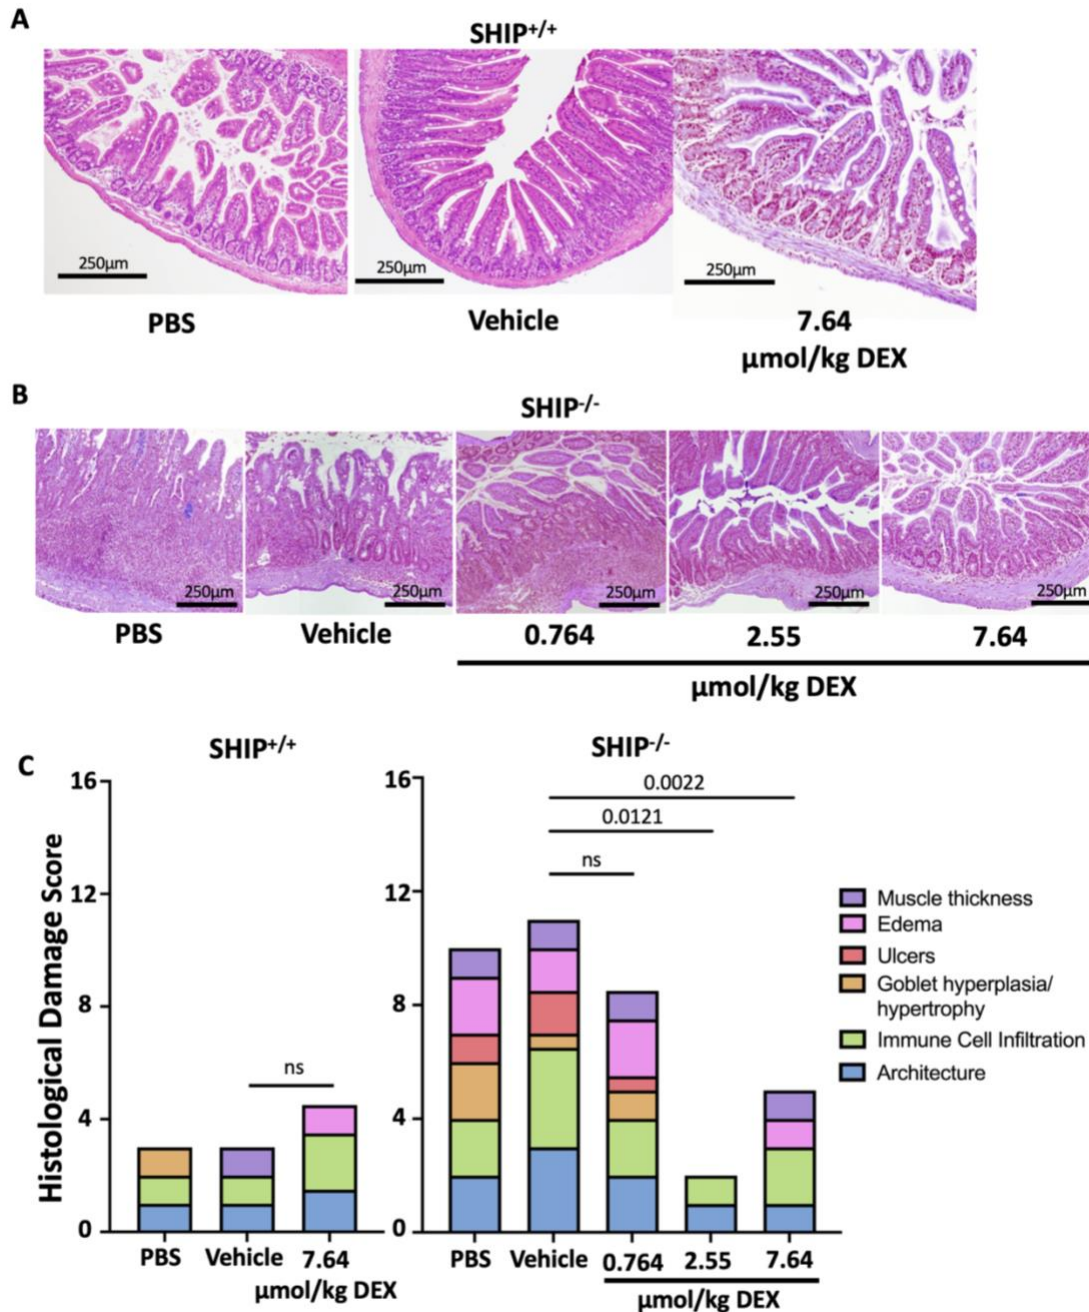 A
SHIP+/+
250μm
250μm
250μm
PBS
Vehicle
7.64
μmol/kg DEX
B
SHIP-/-
250μm
250μm
250μm
250μm
250μm
PBS
Vehicle
0.764
2.55
7.64
μmol/kg DEX
C
SHIP+/+
SHIP-/-
Histological Damage Score
16
12
8
4
0
ns
PBS
Vehicle
7.64
μmol/kg DEX
16
12
8
4
0
0.0022
0.0121
ns
PBS
Vehicle
0.764
2.55
7.64
μmol/kg DEX
Muscle thickness
Edema
Ulcers
Goblet hyperplasia/
hypertrophy
Immune Cell Infiltration
Architecture